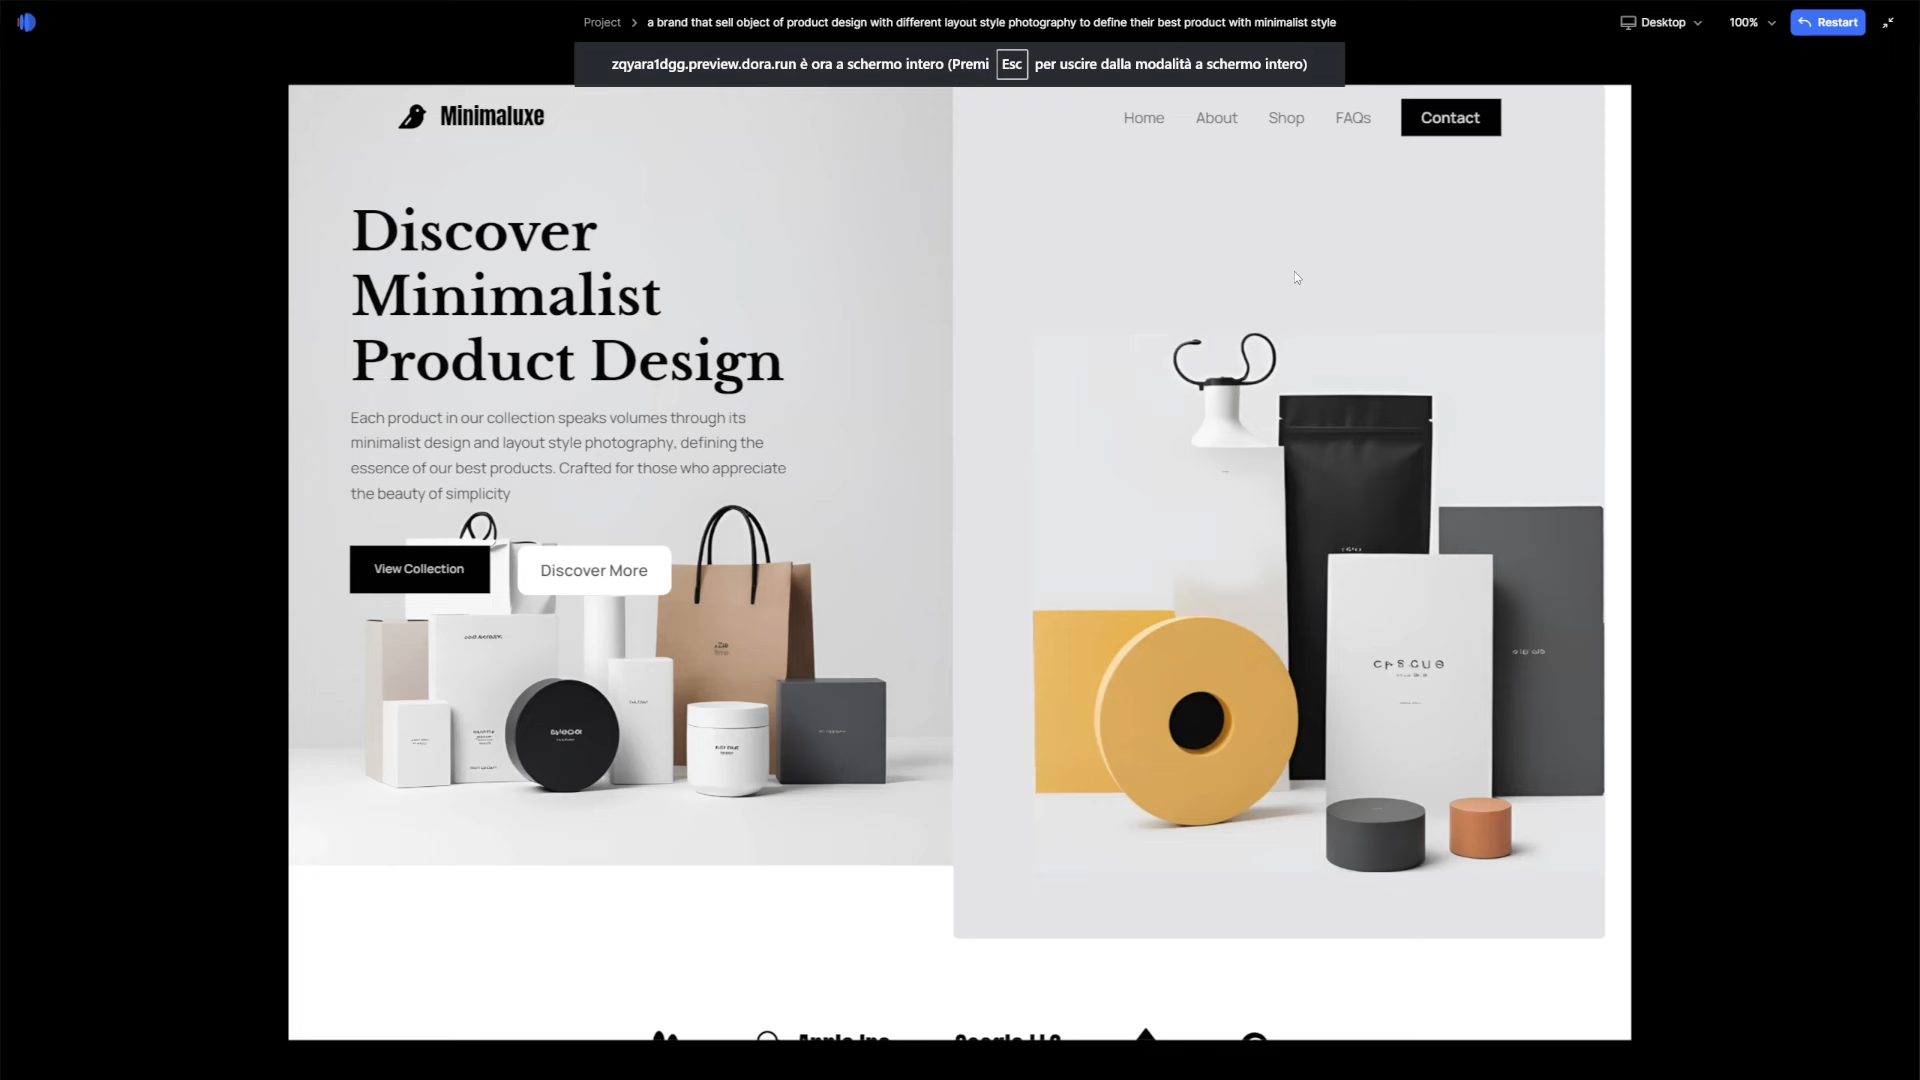 Project > a brand that sell object of product design with different layout style photography to define their best product with minimalist style
Desktop
100%
Restart
zqyara1dgg.preview.dora.run è ora a schermo intero (Premi Esc per uscire dalla modalità a schermo intero)
Minimaluxe
Home
About
Shop
FAQs
Contact
Discover
Minimalist
Product Design
Each product in our collection speaks volumes through its
minimalist design and layout style photography, defining the
essence of our best products. Crafted for those who appreciate
the beauty of simplicity
View Collection
Discover More